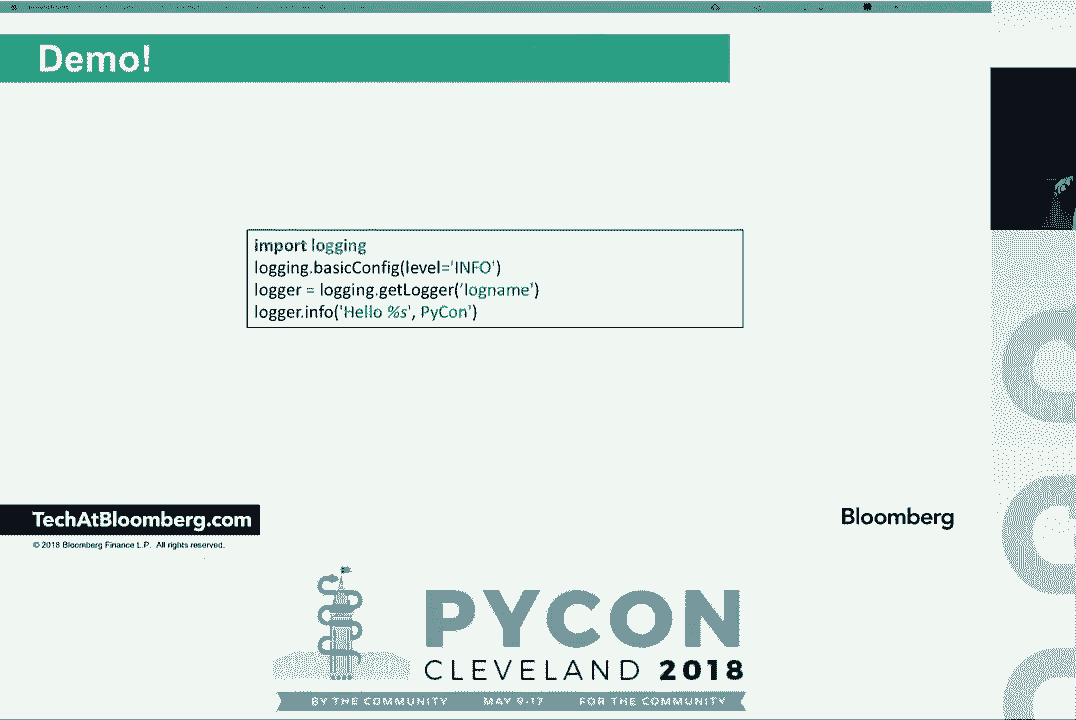 Demo!
import logging
logging.basicConfig(level='INFO')
logger = logging.getLogger('logname')
logger.info('Hello %s', PyCon')
TechAtBloomberg.com
Bloomberg
© 2018 Bloomberg Finance L.P. All rights reserved.
PYCON
CLEVELAND 2018
BY THE COMMUNITY MAY 9-17 FOR THE COMMUNITY